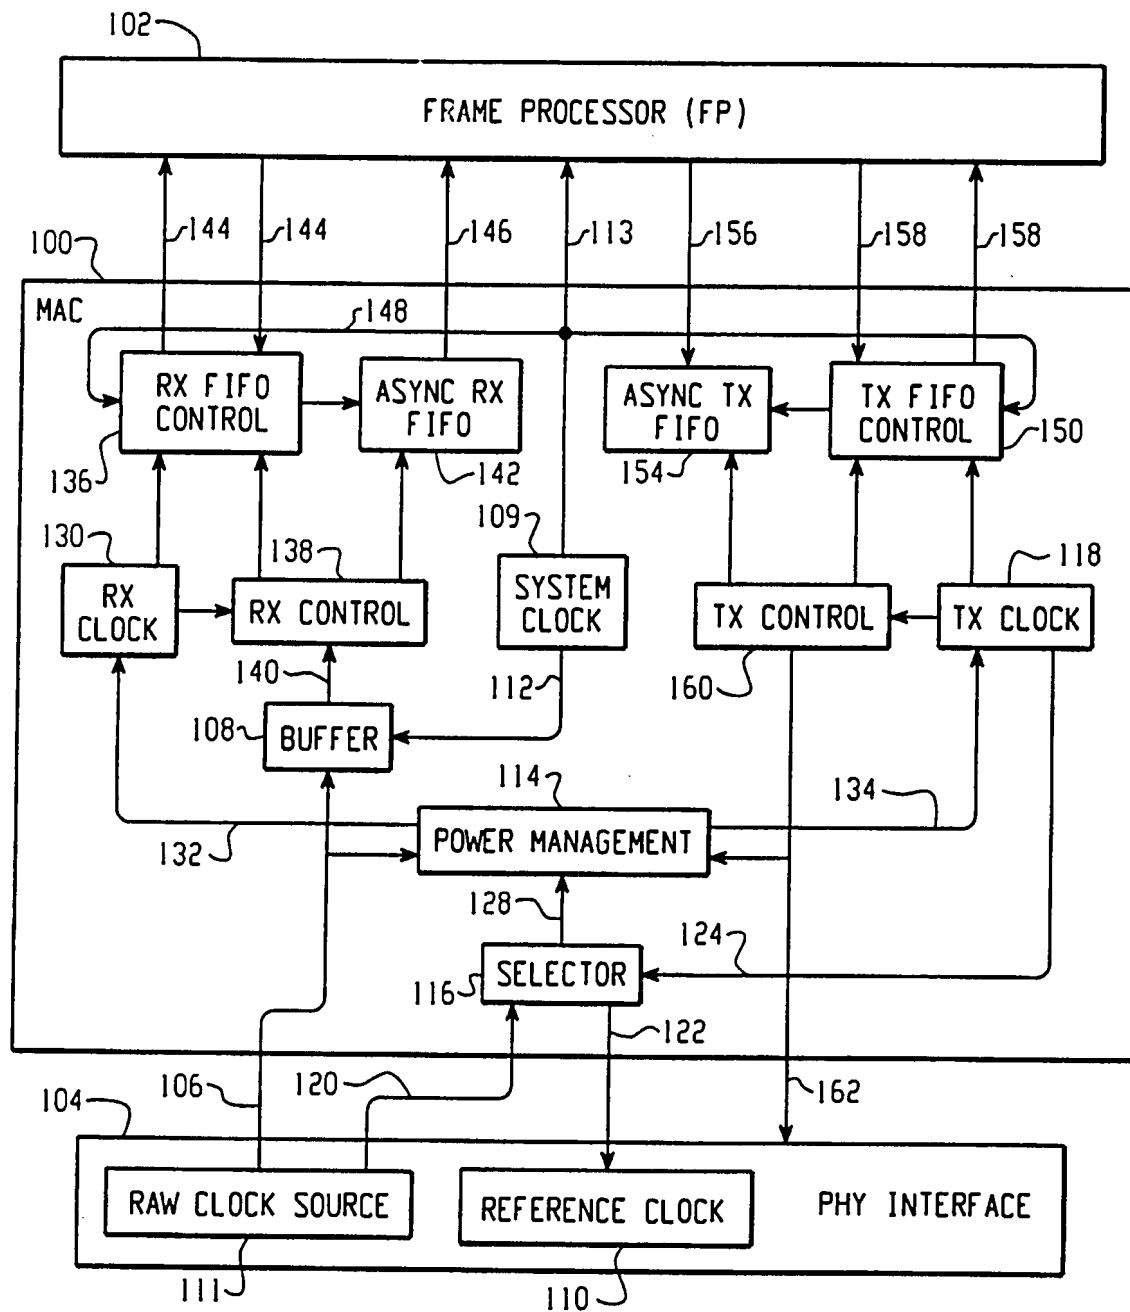 102
FRAME PROCESSOR (FP)
144
144
146
113
156
158
158
100
MAC
148
RX FIFO
CONTROL
ASYNC RX
FIFO
ASYNC TX
FIFO
TX FIFO
CONTROL
136
142
154
150
130
138
109
118
RX
CLOCK
RX CONTROL
SYSTEM
CLOCK
TX CONTROL
TX CLOCK
140
112
160
108
BUFFER
114
134
132
POWER MANAGEMENT
128
124
116
SELECTOR
122
106
120
162
104
RAW CLOCK SOURCE
REFERENCE CLOCK
PHY INTERFACE
111
110